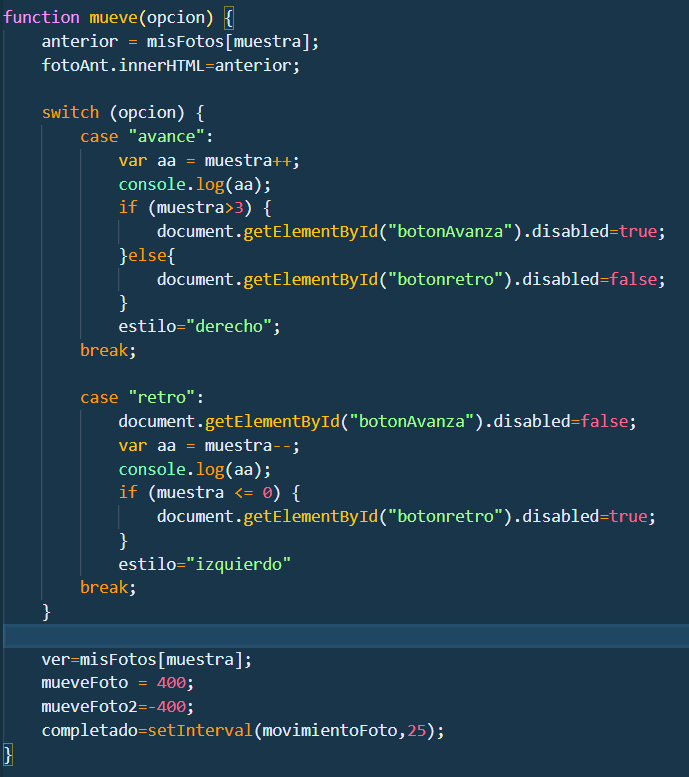 function mueve(opcion) {
anterior = misFotos[muestra];
fotoAnt.innerHTML=anterior;
switch (opcion) {
case "avance":
var aa = muestra++;
console.log(aa);
if (muestra>3) {
document.getElementById("botonAvanza").disabled=true;
}else{
document.getElementById("botonretro").disabled=false;
}
estilo="derecho";
break;
case "retro":
document.getElementById("botonAvanza").disabled=false;
var aa = muestra--;
console.log(aa);
if (muestra <= 0) {
document.getElementById("botonretro").disabled=true;
}
estilo="izquierdo"
break;
}
ver=misFotos[muestra];
mueveFoto = 400;
mueveFoto2=-400;
completado=setInterval(movimientoFoto,25);
}